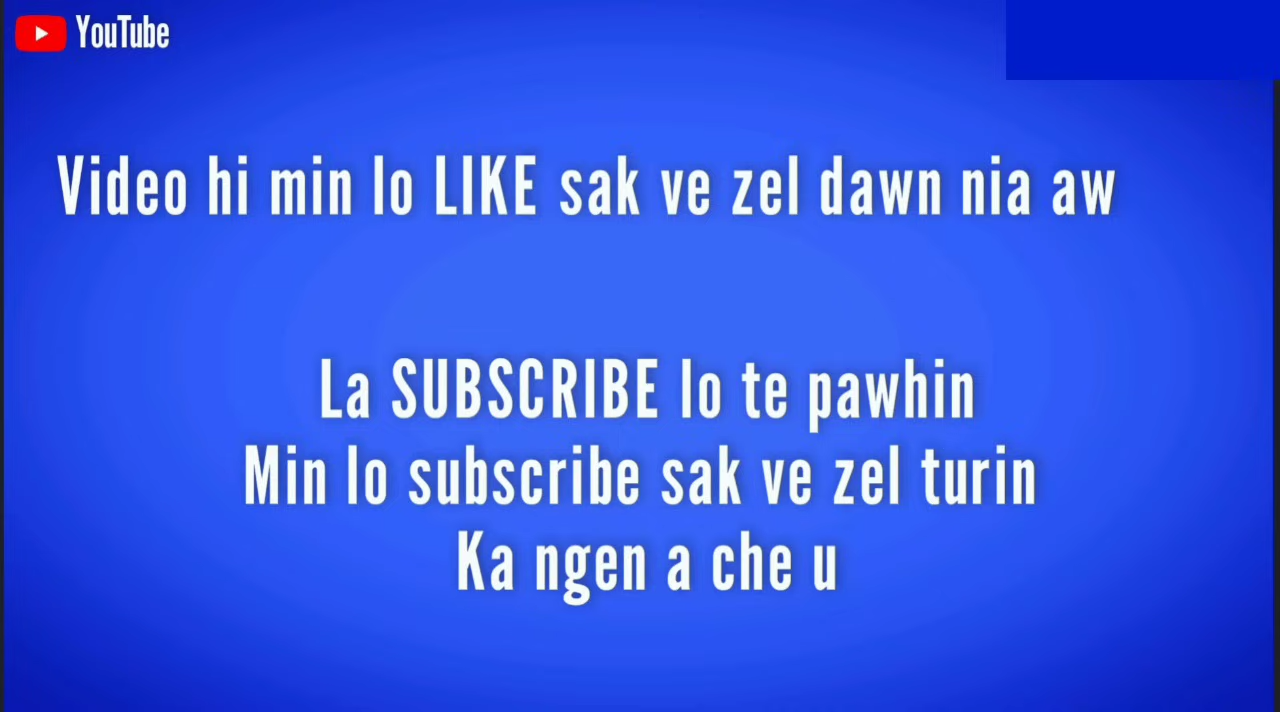 YouTube
Video hi min lo LIKE sak ve zel dawn nia aw
La SUBSCRIBE lo te pawhin
Min lo subscribe sak ve zel turin
Ka ngen a che u